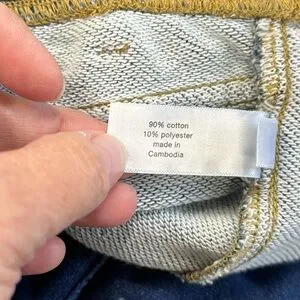 90% cotton
10% polyester
made in
Cambodia